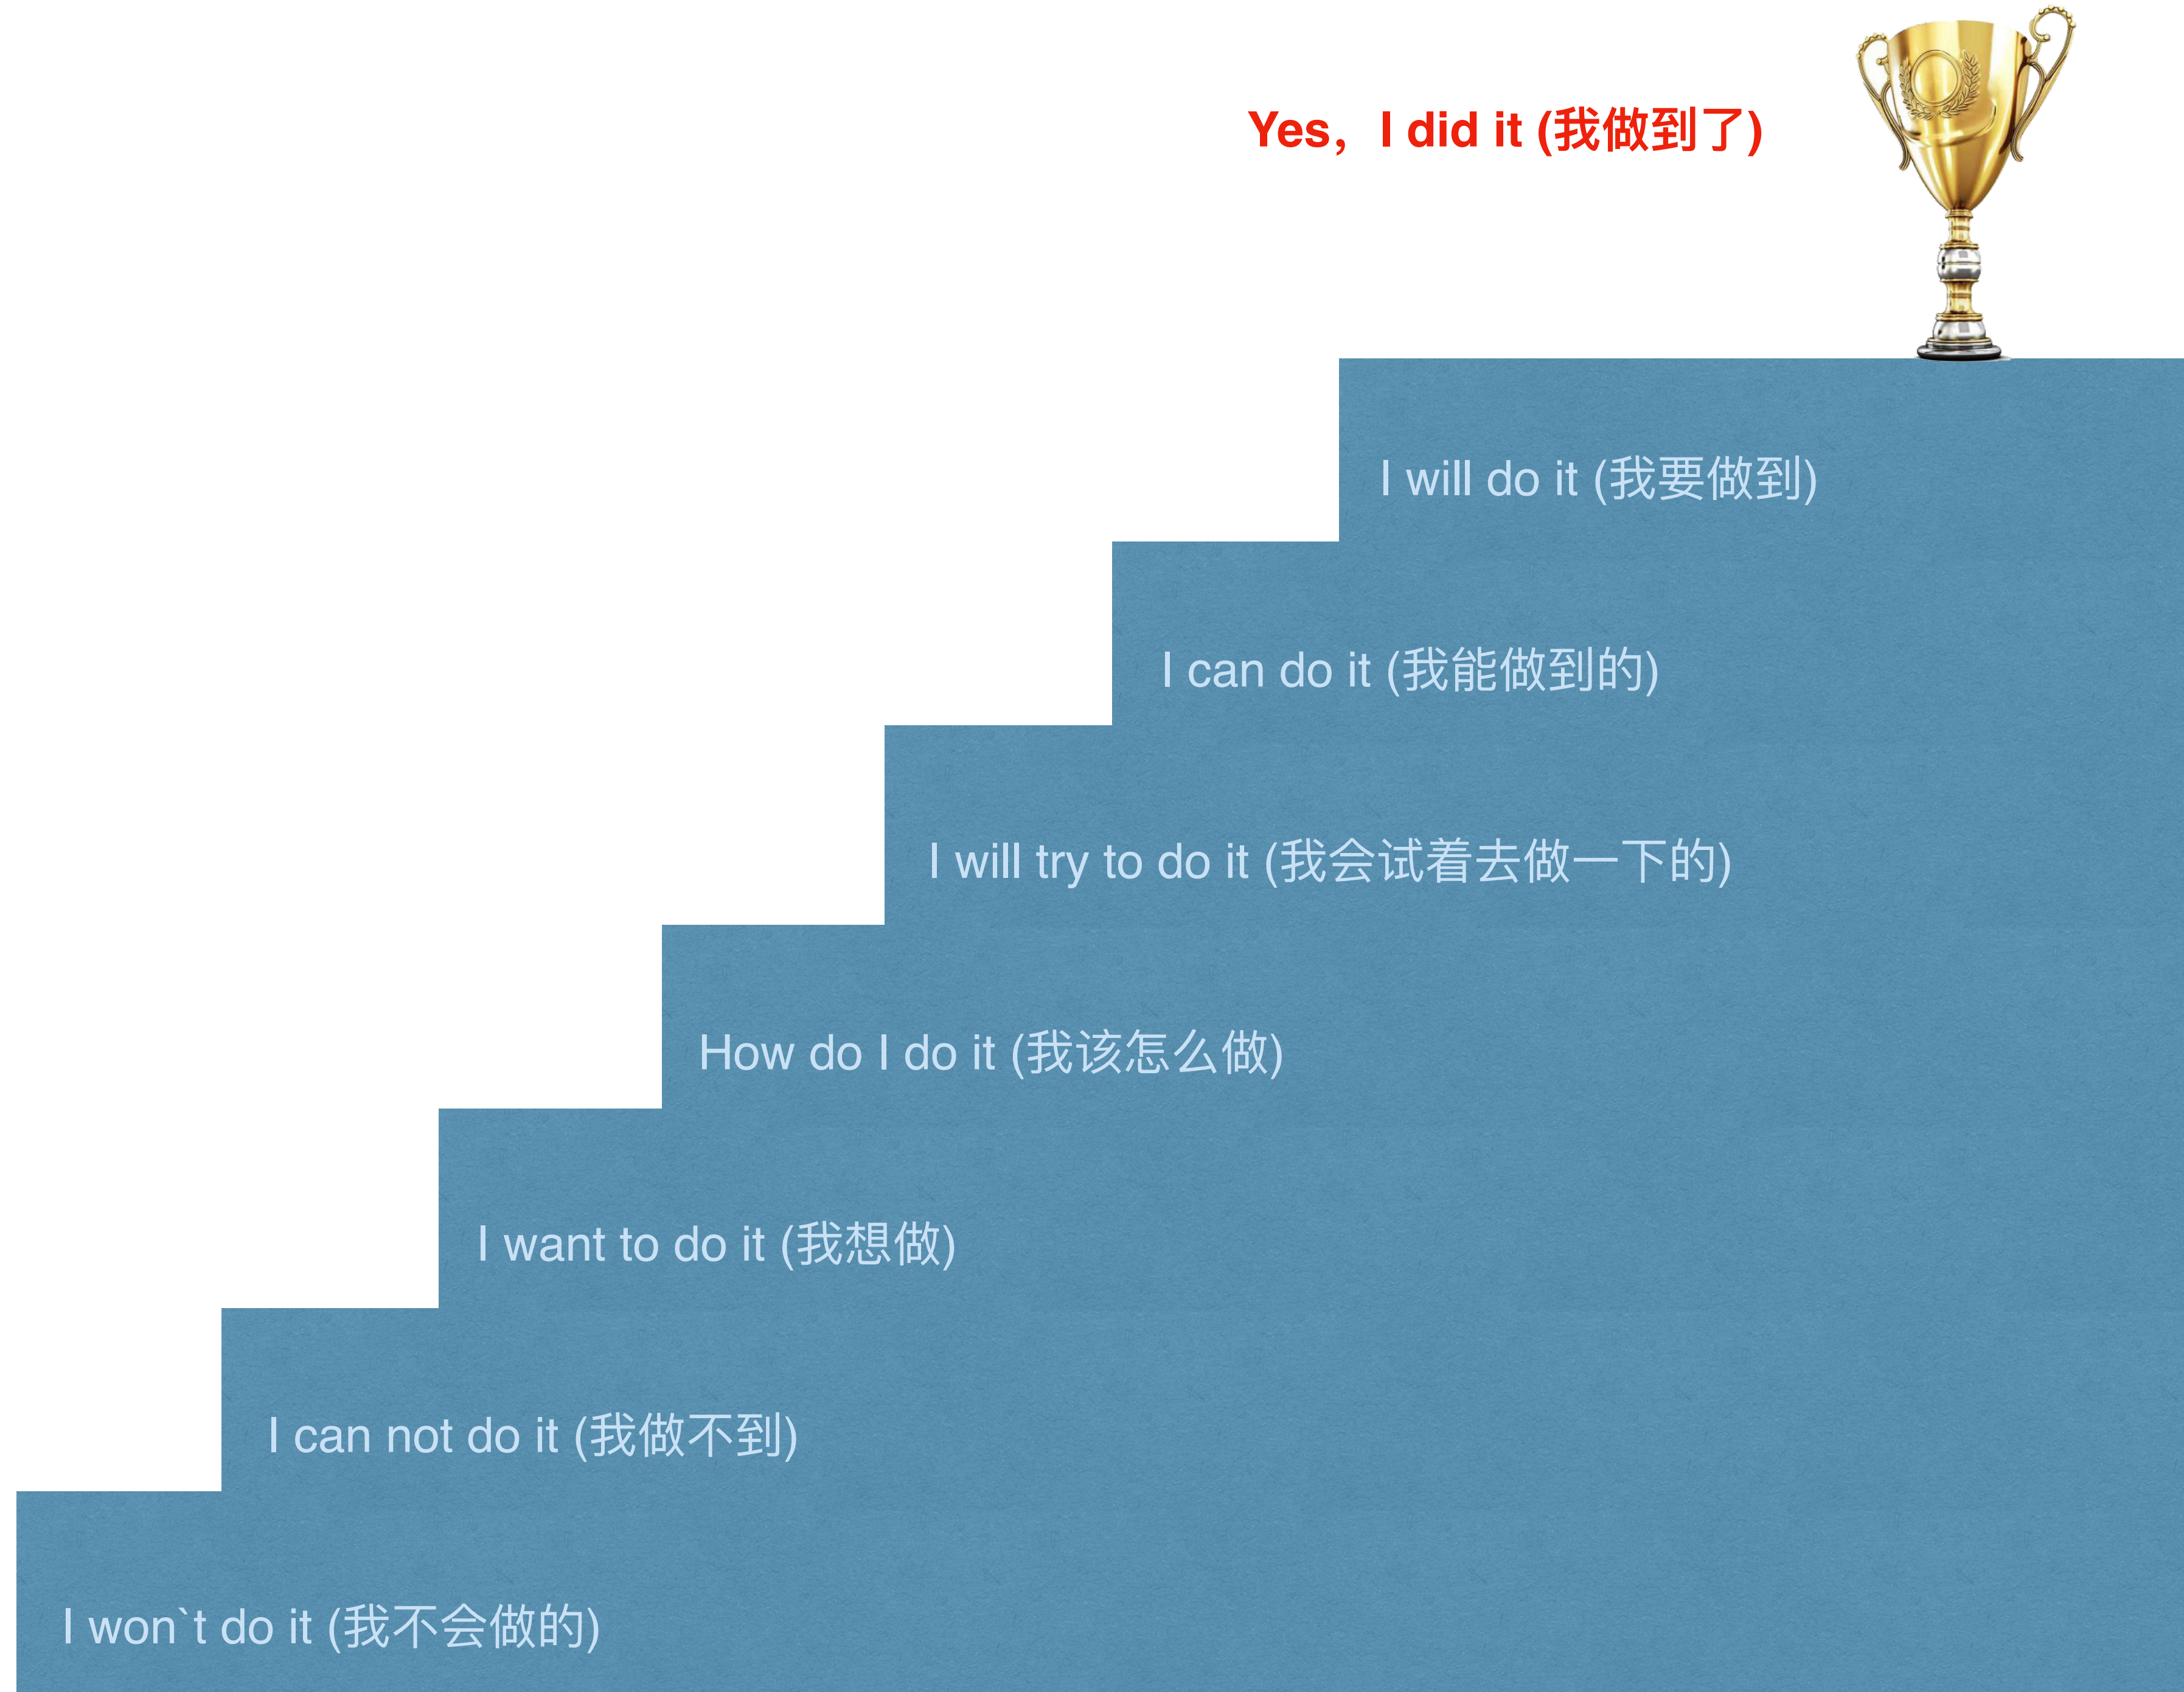 Yes，I did it (我做到了)
I will do it (我要做到)
I can do it (我能做到的)
I will try to do it (我会试着去做一下的)
How do I do it (我该怎么做)
I want to do it (我想做)
I can not do it (我做不到)
I won`t do it (我不会做的)